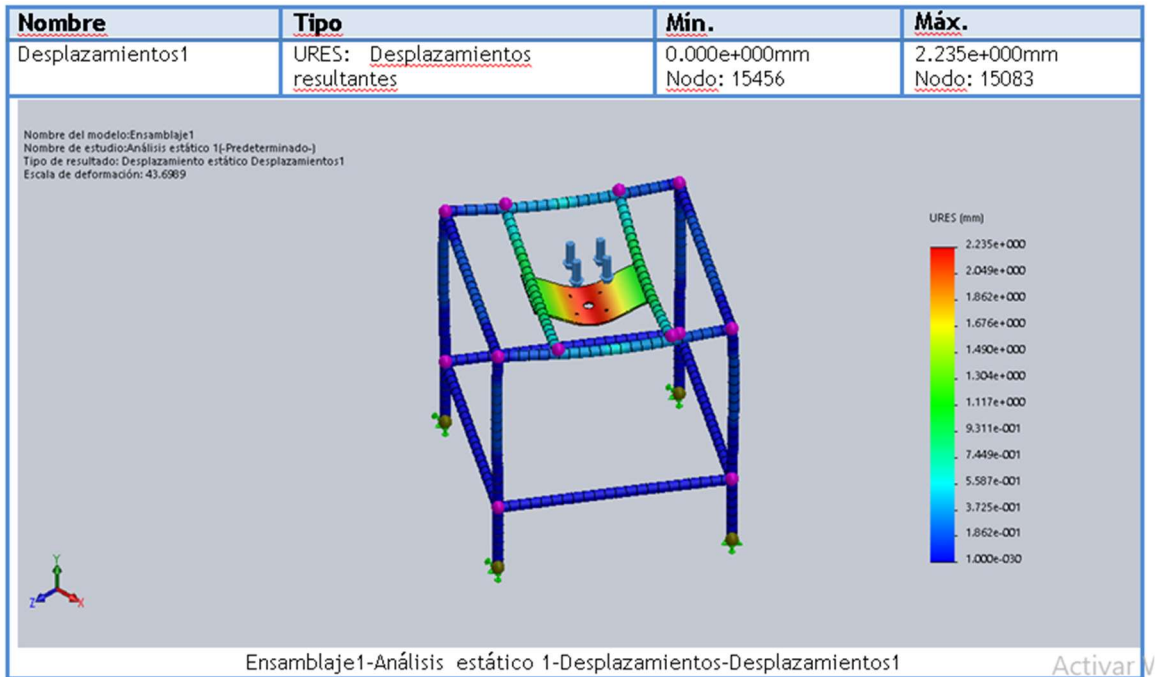 Nombre Tipo Mín. Máx.
Desplazamientos1 URES: Desplazamientos 0.000e+000mm 2.235e+000mm
resultantes Nodo: 15456 Nodo: 15083
Nombre del modelo:Ensamblaje1
Nombre de estudio:Análisis estático 1(-Predeterminado-)
Tipo de resultado: Desplazamiento estático Desplazamientos1
Escala de deformación: 43.6989
URES (mm)
2.235e+000
2.049e+000
1.862e+000
1.676e+000
1.490e+000
1.304e+000
1.117e+000
9.311e-001
7.449e-001
5.587e-001
3.725e-001
1.862e-001
1.000e-030
Y
Z X
Ensamblaje1-Análisis estático 1-Desplazamientos-Desplazamientos1
Activar